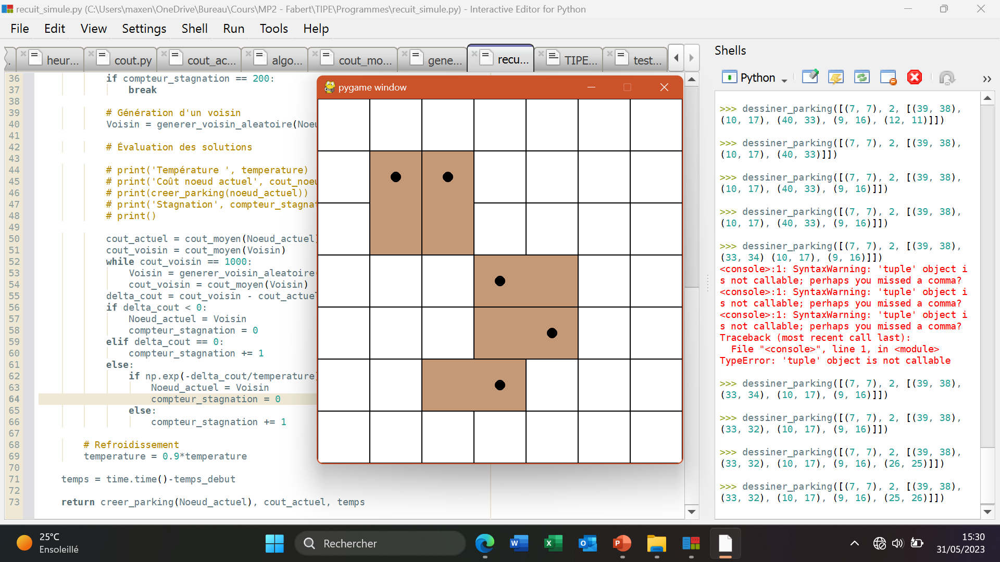 recuit_simule.py (C:\Users\maxen\OneDrive\Bureau\Cours\MP2 - Fabert\TIPE\Programmes\recuit_simule.py) - Interactive Editor for Python
File Edit View Settings Shell Run Tools Help
heur... cout.py cout_ac... algo... cout_mo... gene... recu... TIPE... test...
36 if compteur_stagnation == 200:
37 break
38
39 # Génération d'un voisin
40 Voisin = generer_voisin_aleatoire(Noeu
41
42 # Évaluation des solutions
43
44 # print('Température ', temperature)
45 # print('Coût noeud actuel', cout_noeu
46 # print(creer_parking(noeud_actuel))
47 # print('Stagnation', compteur_stagnat
48 # print()
49
50 cout_actuel = cout_moyen(Noeud_actuel)
51 cout_voisin = cout_moyen(Voisin)
52 while cout_voisin == 1000:
53 Voisin = generer_voisin_aleatoire(
54 cout_voisin = cout_moyen(Voisin)
55 delta_cout = cout_voisin - cout_actuel
56 if delta_cout < 0:
57 Noeud_actuel = Voisin
58 compteur_stagnation = 0
59 elif delta_cout == 0:
60 compteur_stagnation += 1
61 else:
62 if np.exp(-delta_cout/temperature)
63 Noeud_actuel = Voisin
64 compteur_stagnation = 0
65 else:
66 compteur_stagnation += 1
67
68 # Refroidissement
69 temperature = 0.9*temperature
70
71 temps = time.time()-temps_debut
72
73 return creer_parking(Noeud_actuel), cout_actuel, temps
pygame window
Shells
Python
>>> dessiner_parking([(7, 7), 2, [(39, 38),
(10, 17), (40, 33), (9, 16), (12, 11)]])
>>> dessiner_parking([(7, 7), 2, [(39, 38),
(10, 17), (40, 33)]])
>>> dessiner_parking([(7, 7), 2, [(39, 38),
(10, 17), (40, 33), (9, 16)]])
>>> dessiner_parking([(7, 7), 2, [(39, 38),
(10, 17), (40, 33), (9, 16)]])
>>> dessiner_parking([(7, 7), 2, [(39, 38),
(33, 34) (10, 17), (9, 16)]])
<console>:1: SyntaxWarning: 'tuple' object i
s not callable; perhaps you missed a comma?
<console>:1: SyntaxWarning: 'tuple' object i
s not callable; perhaps you missed a comma?
<console>:1: SyntaxWarning: 'tuple' object i
s not callable; perhaps you missed a comma?
Traceback (most recent call last):
File "<console>", line 1, in <module>
TypeError: 'tuple' object is not callable
>>> dessiner_parking([(7, 7), 2, [(39, 38),
(33, 34), (10, 17), (9, 16)]])
>>> dessiner_parking([(7, 7), 2, [(39, 38),
(33, 32), (10, 17), (9, 16)]])
>>> dessiner_parking([(7, 7), 2, [(39, 38),
(33, 32), (10, 17), (9, 16), (26, 25)]])
>>> dessiner_parking([(7, 7), 2, [(39, 38),
(33, 32), (10, 17), (9, 16), (25, 26)]])
25°C
Ensoleillé
Rechercher
15:30
31/05/2023